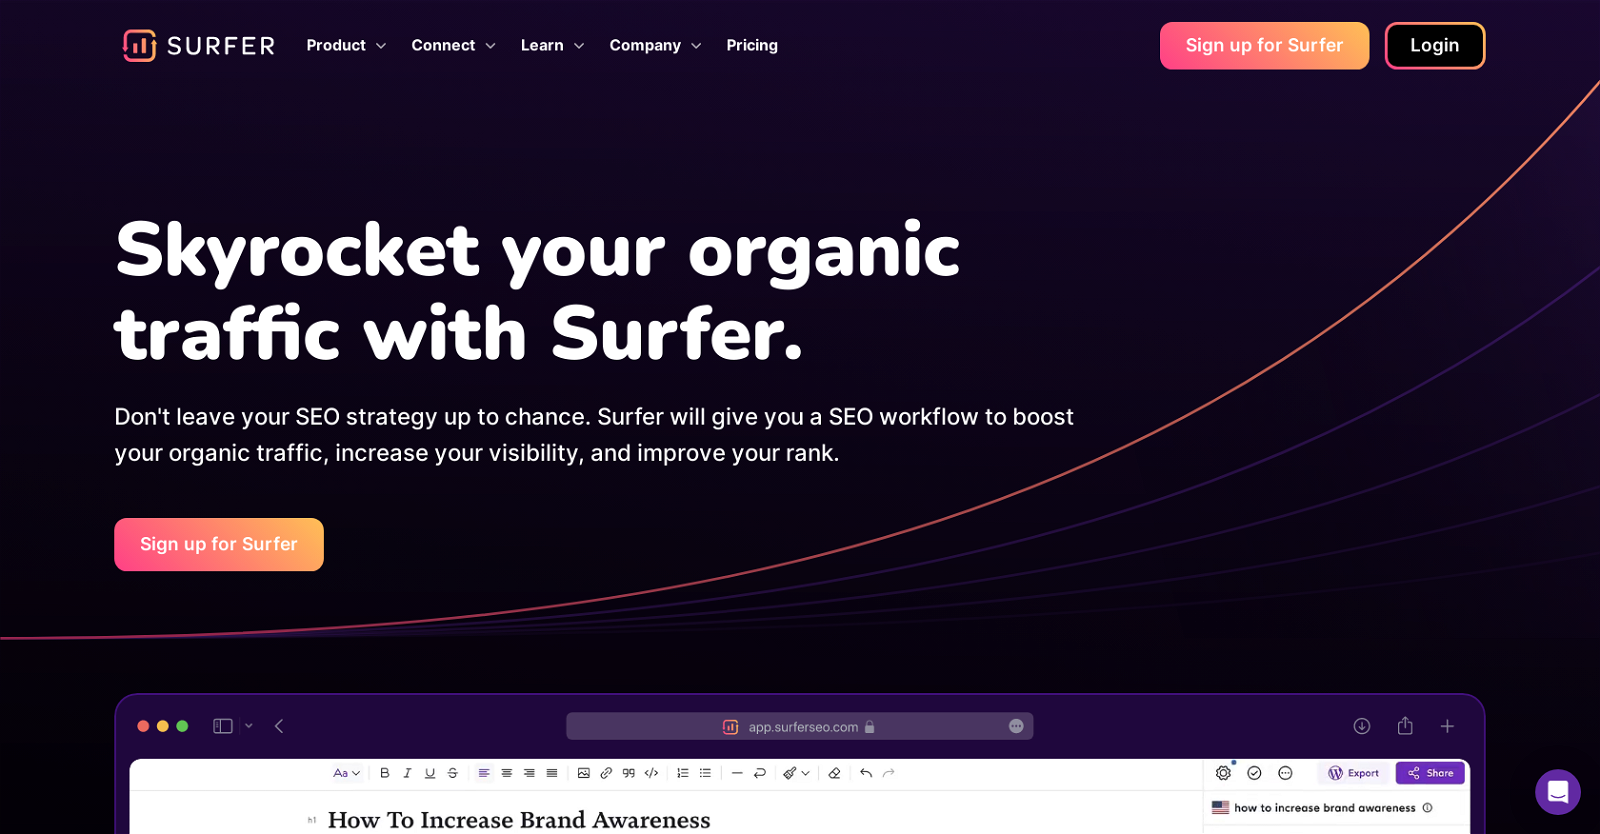 SURFER
Product
Connect
Learn
Company
Pricing
Sign up for Surfer
Login
Skyrocket your organic
traffic with Surfer.
Don't leave your SEO strategy up to chance. Surfer will give you a SEO workflow to boost
your organic traffic, increase your visibility, and improve your rank.
Sign up for Surfer
app.surferseo.com
Aa
B I U S
Export
Share
how to increase brand awareness
h1 How To Increase Brand Awareness